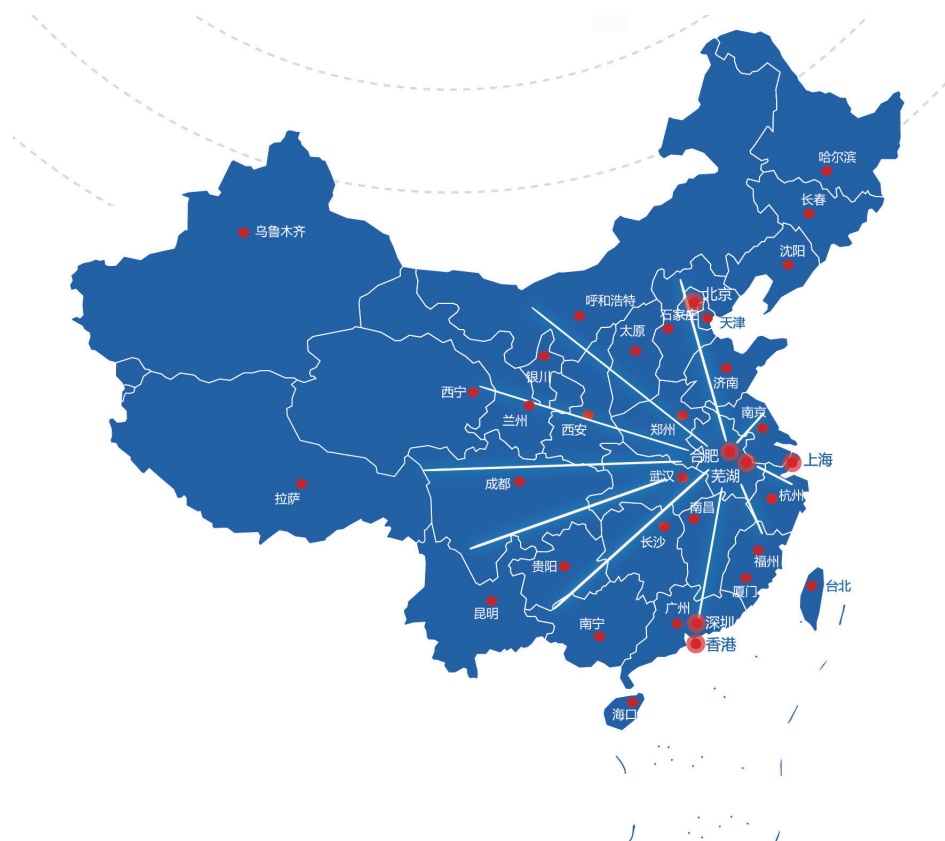 哈尔滨
长春
乌鲁木齐
沈阳
北京
呼和浩特
石家庄
天津
太原
银川
济南
西宁
兰州
南京
西安
郑州
合肥
上海
武汉
芜湖
成都
拉萨
杭州
南昌
长沙
福州
贵阳
台北
厦门
广州
昆明
南宁
深圳
香港
海口